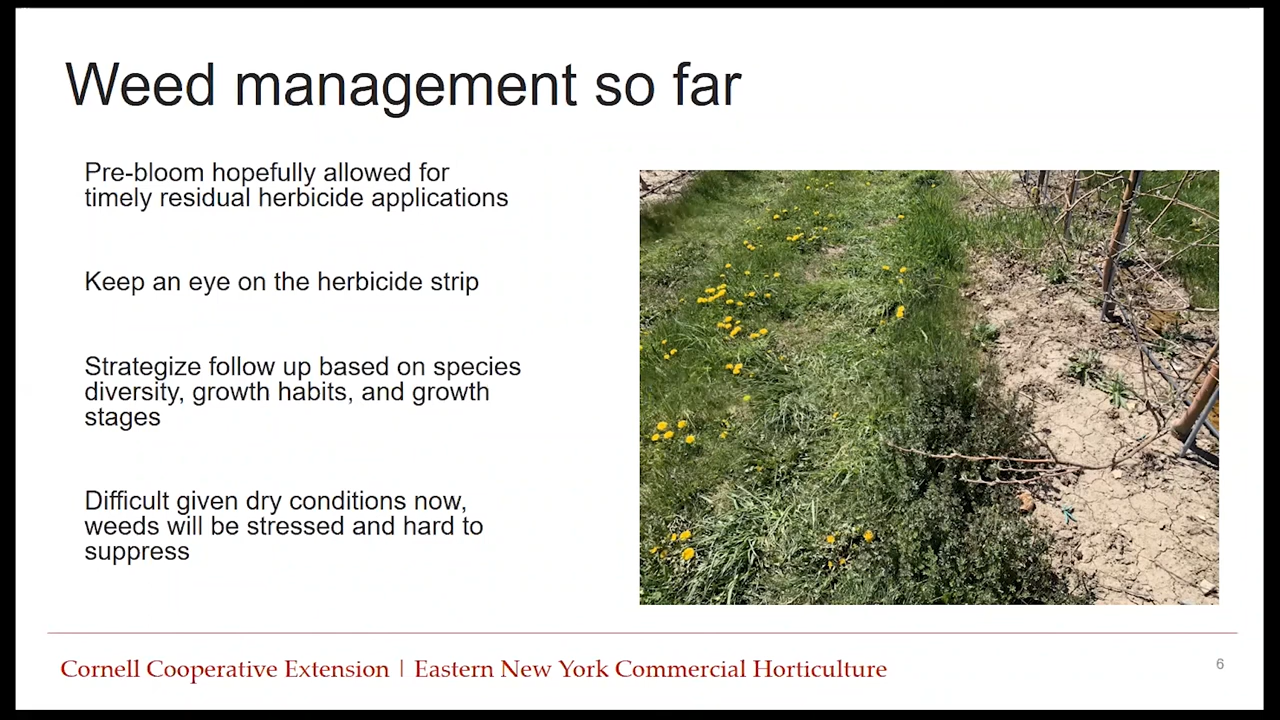 Weed management so far
Pre-bloom hopefully allowed for
timely residual herbicide applications
Keep an eye on the herbicide strip
Strategize follow up based on species
diversity, growth habits, and growth
stages
Difficult given dry conditions now,
weeds will be stressed and hard to
suppress
Cornell Cooperative Extension | Eastern New York Commercial Horticulture
6